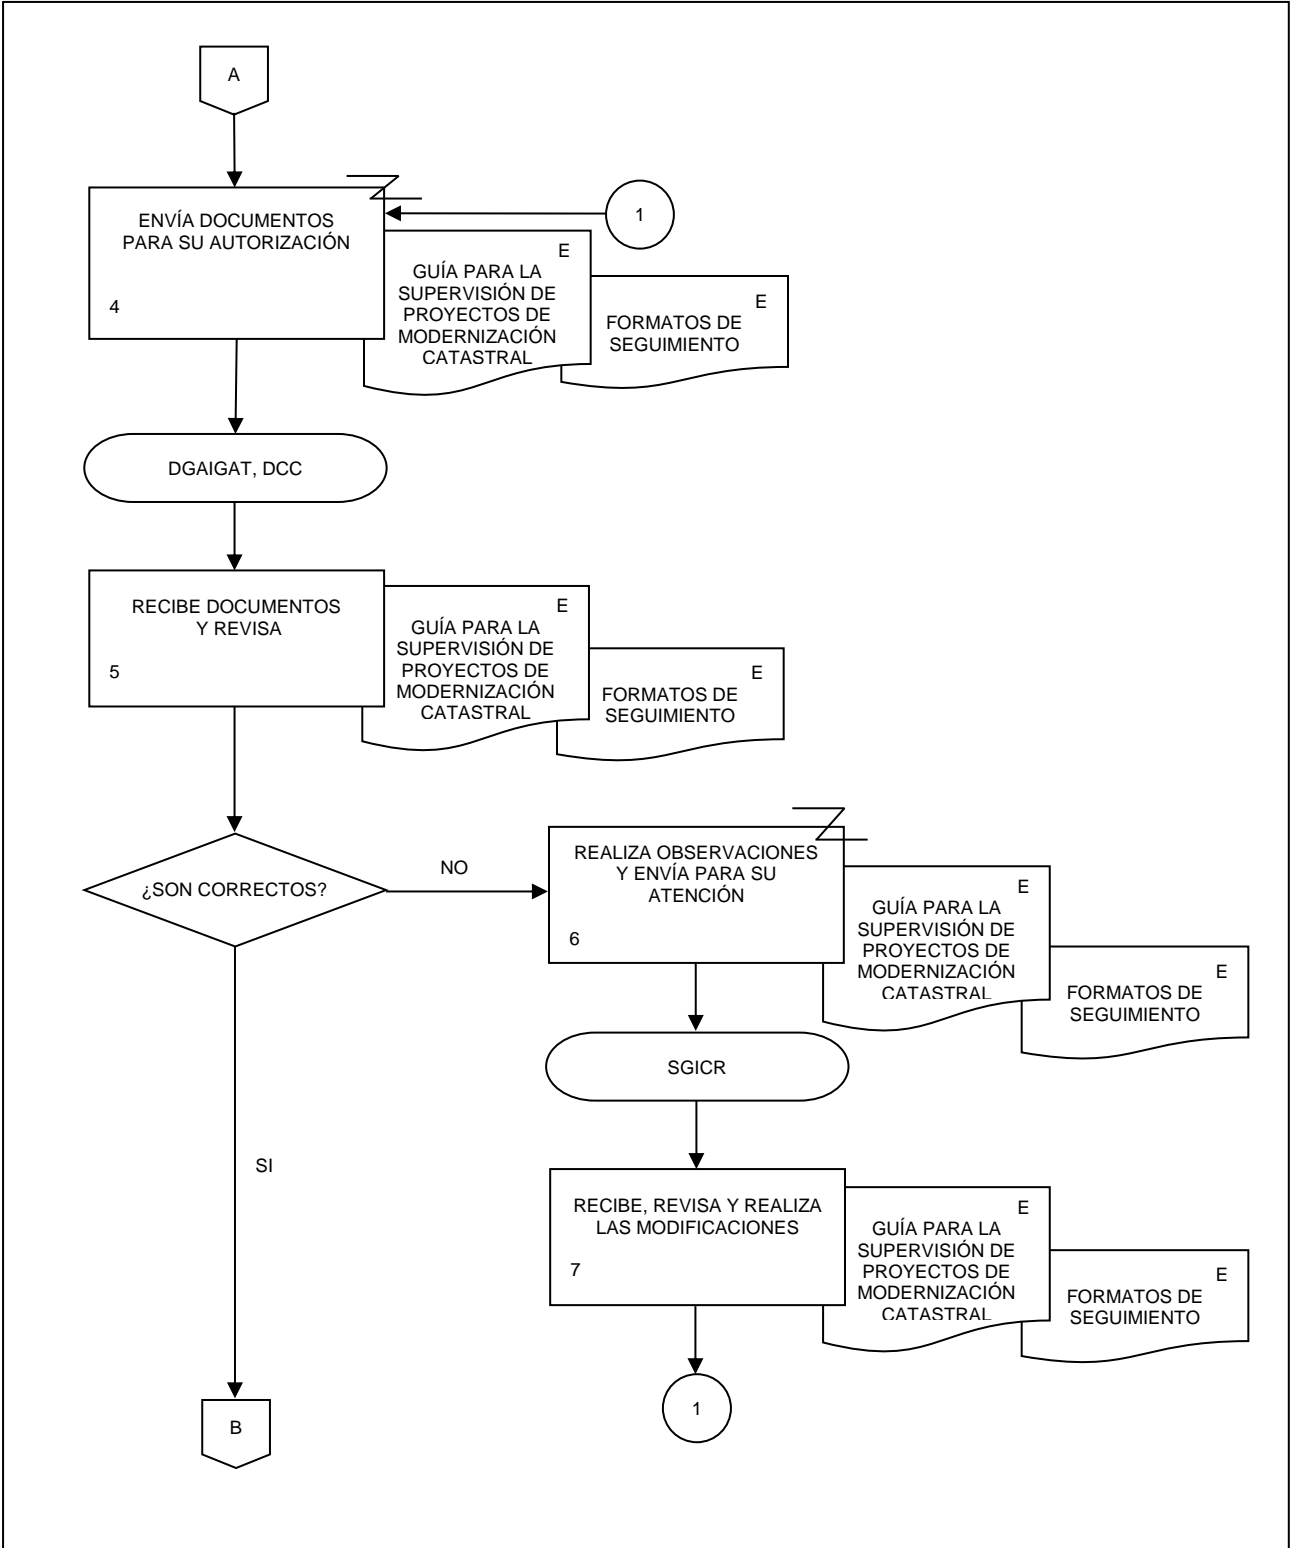 A
ENVÍA DOCUMENTOS
PARA SU AUTORIZACIÓN
4
1
E
GUÍA PARA LA
SUPERVISIÓN DE
PROYECTOS DE
MODERNIZACIÓN
CATASTRAL
E
FORMATOS DE
SEGUIMIENTO
DGAIGAT, DCC
RECIBE DOCUMENTOS
Y REVISA
5
E
GUÍA PARA LA
SUPERVISIÓN DE
PROYECTOS DE
MODERNIZACIÓN
CATASTRAL
E
FORMATOS DE
SEGUIMIENTO
¿SON CORRECTOS?
NO
REALIZA OBSERVACIONES
Y ENVÍA PARA SU
ATENCIÓN
6
E
GUÍA PARA LA
SUPERVISIÓN DE
PROYECTOS DE
MODERNIZACIÓN
CATASTRAL
E
FORMATOS DE
SEGUIMIENTO
SGICR
SI
RECIBE, REVISA Y REALIZA
LAS MODIFICACIONES
7
E
GUÍA PARA LA
SUPERVISIÓN DE
PROYECTOS DE
MODERNIZACIÓN
CATASTRAL
E
FORMATOS DE
SEGUIMIENTO
1
B